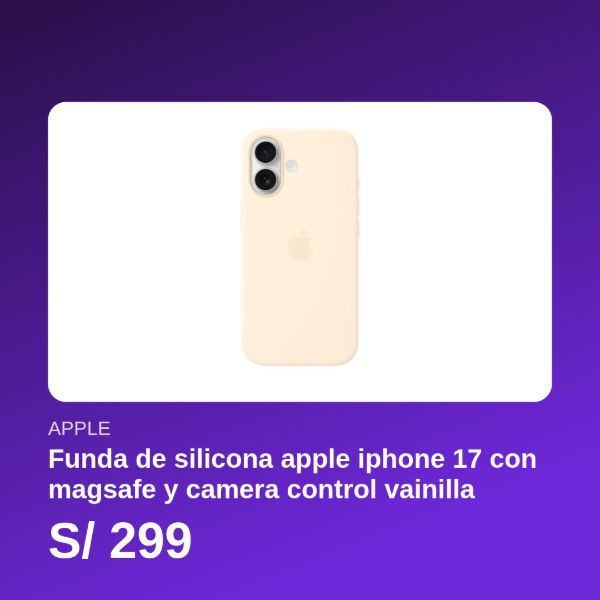 APPLE
Funda de silicona apple iphone 17 con
magsafe y camera control vainilla
S/ 299